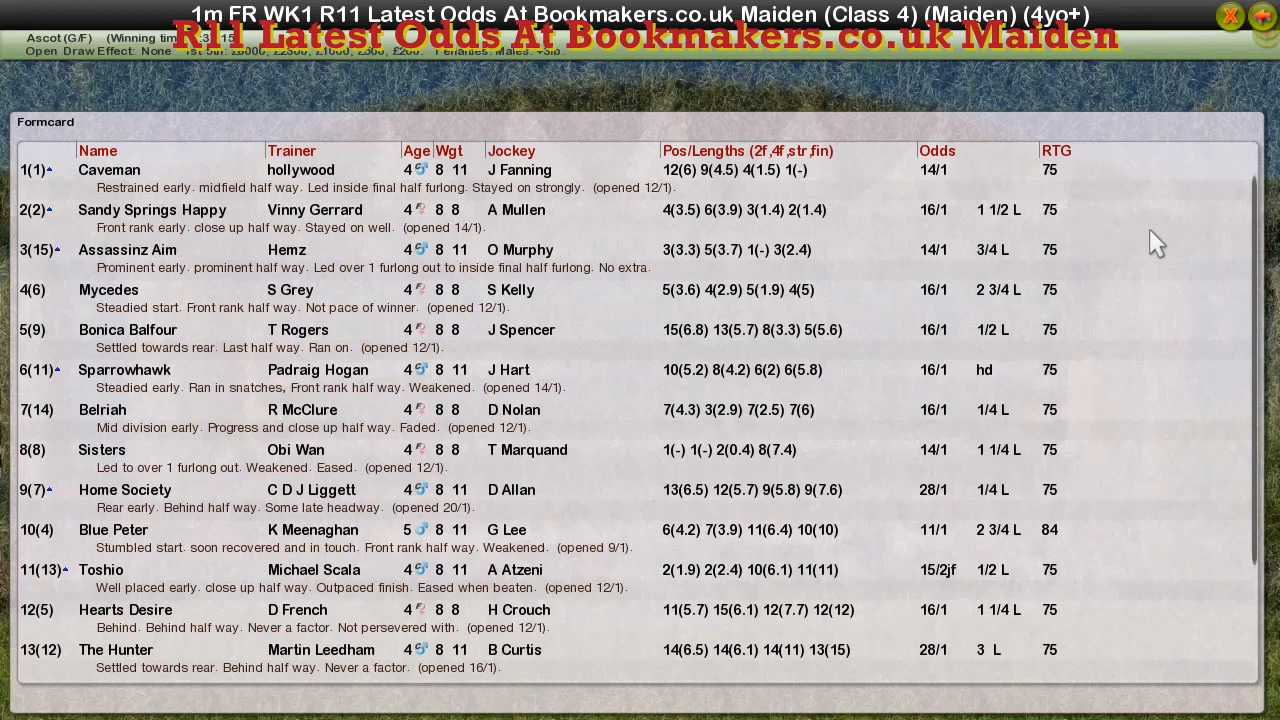 1m FR WK1 R11 Latest Odds At Bookmakers.co.uk Maiden (Class 4) (Maiden) (4yo+)
R11 Latest Odds At Bookmakers.co.uk Maiden
Ascot(G/F) (Winning
Open Draw Effect: None
Formcard
Name Trainer Age Wgt Jockey Pos/Lengths (2f,4f,str,fin) Odds RTG
1(1) Caveman hollywood 4 8 11 J Fanning 12(6) 9(4.5) 4(1.5) 1(-) 14/1 75
Restrained early. midfield half way. Led inside final half furlong. Stayed on strongly. (opened 12/1).
2(2) Sandy Springs Happy Vinny Gerrard 4 8 8 A Mullen 4(3.5) 6(3.9) 3(1.4) 2(1.4) 16/1 1 1/2 L 75
Front rank early. close up half way. Stayed on well. (opened 14/1).
3(15) Assassinz Aim Hemz 4 8 11 O Murphy 3(3.3) 5(3.7) 1(-) 3(2.4) 14/1 3/4 L 75
Prominent early. prominent half way. Led over 1 furlong out to inside final half furlong. No extra.
4(6) Mycedes S Grey 4 8 8 S Kelly 5(3.6) 4(2.9) 5(1.9) 4(5) 16/1 2 3/4 L 75
Steadied start. Front rank half way. Not pace of winner. (opened 12/1).
5(9) Bonica Balfour T Rogers 4 8 8 J Spencer 15(6.8) 13(5.7) 8(3.3) 5(5.6) 16/1 1/2 L 75
Settled towards rear. Last half way. Ran on. (opened 12/1).
6(11) Sparrowhawk Padraig Hogan 4 8 11 J Hart 10(5.2) 8(4.2) 6(2) 6(5.8) 16/1 hd 75
Steadied early. Ran in snatches, Front rank half way. Weakened. (opened 14/1).
7(14) Belriah R McClure 4 8 8 D Nolan 7(4.3) 3(2.9) 7(2.5) 7(6) 16/1 1/4 L 75
Mid division early. Progress and close up half way. Faded. (opened 12/1).
8(8) Sisters Obi Wan 4 8 8 T Marquand 1(-) 1(-) 2(0.4) 8(7.4) 14/1 1 1/4 L 75
Led to over 1 furlong out. Weakened. Eased. (opened 12/1).
9(7) Home Society C D J Liggett 4 8 11 D Allan 13(6.5) 12(5.7) 9(5.8) 9(7.6) 28/1 1/4 L 75
Rear early. Behind half way. Some late headway. (opened 20/1).
10(4) Blue Peter K Meenaghan 5 8 11 G Lee 6(4.2) 7(3.9) 11(6.4) 10(10) 11/1 2 3/4 L 84
Stumbled start. soon recovered and in touch. Front rank half way. Weakened. (opened 9/1).
11(13) Toshio Michael Scala 4 8 11 A Atzeni 2(1.9) 2(2.4) 10(6.1) 11(11) 15/2jf 1/2 L 75
Well placed early. close up half way. Outpaced finish. Eased when beaten. (opened 12/1).
12(5) Hearts Desire D French 4 8 8 H Crouch 11(5.7) 15(6.1) 12(7.7) 12(12) 16/1 1 1/4 L 75
Behind. Behind half way. Never a factor. Not persevered with. (opened 12/1).
13(12) The Hunter Martin Leedham 4 8 11 B Curtis 14(6.5) 14(6.1) 14(11) 13(15) 28/1 3 L 75
Settled towards rear. Behind half way. Never a factor. (opened 16/1).